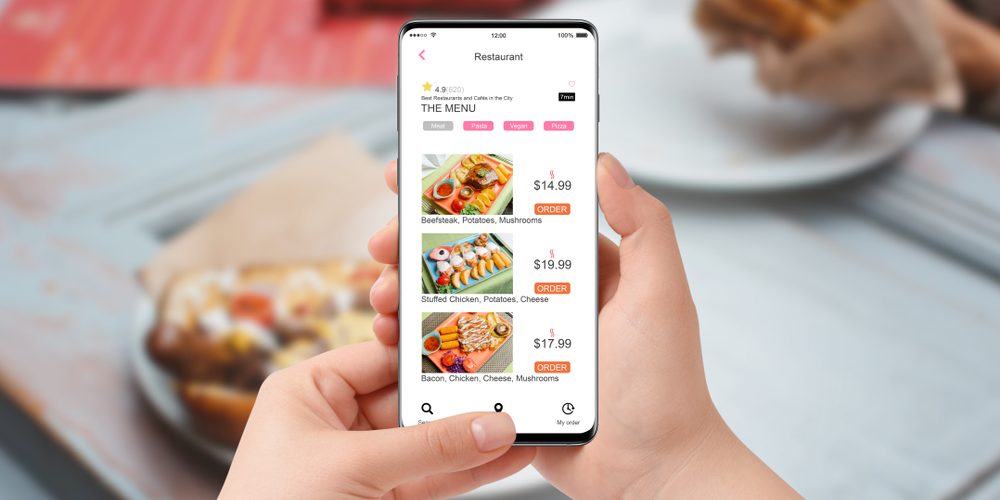 12:00
100%
Restaurant
4.9(620)
Best Restaurants and Cafés in the City
7min
THE MENU
Meat Pasta Vegan Pizza
$14.99
ORDER
Beefsteak, Potatoes, Mushrooms
$19.99
ORDER
Stuffed Chicken, Potatoes, Cheese
$17.99
ORDER
Bacon, Chicken, Cheese, Mushrooms
My order